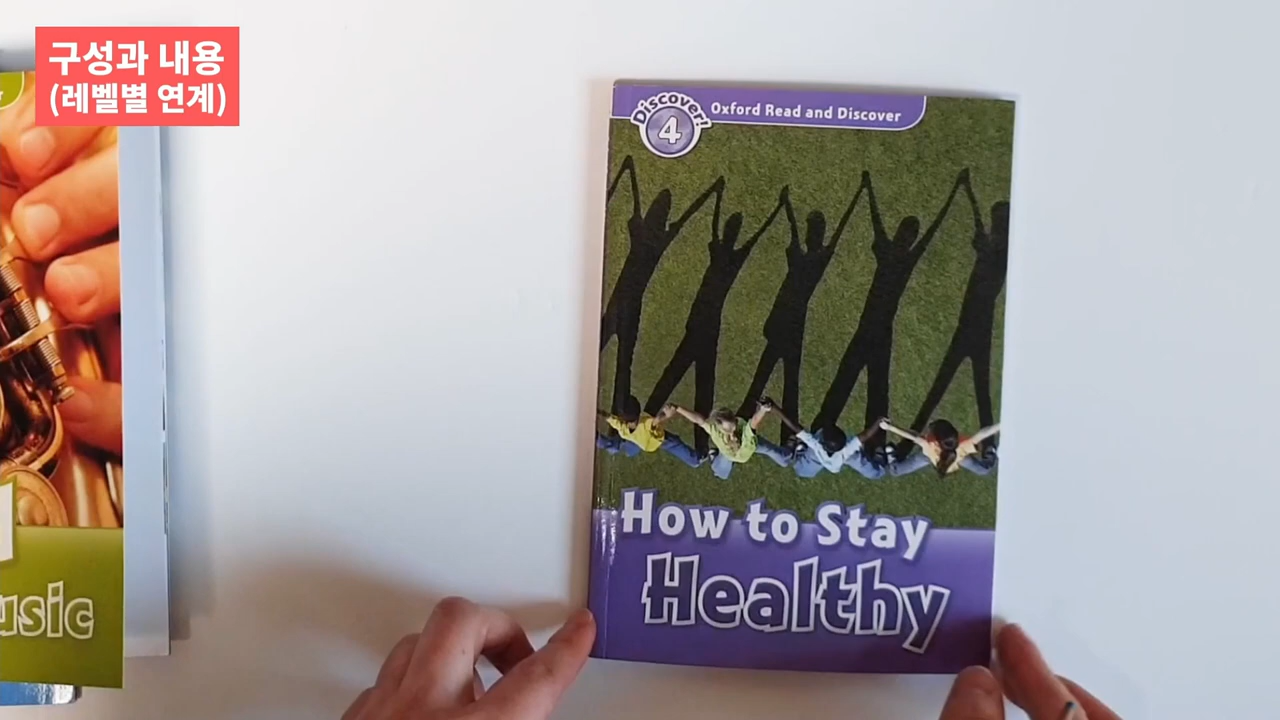 구성과 내용
(레벨별 연계)
Discover!
4
Oxford Read and Discover
How to Stay
Healthy
usic